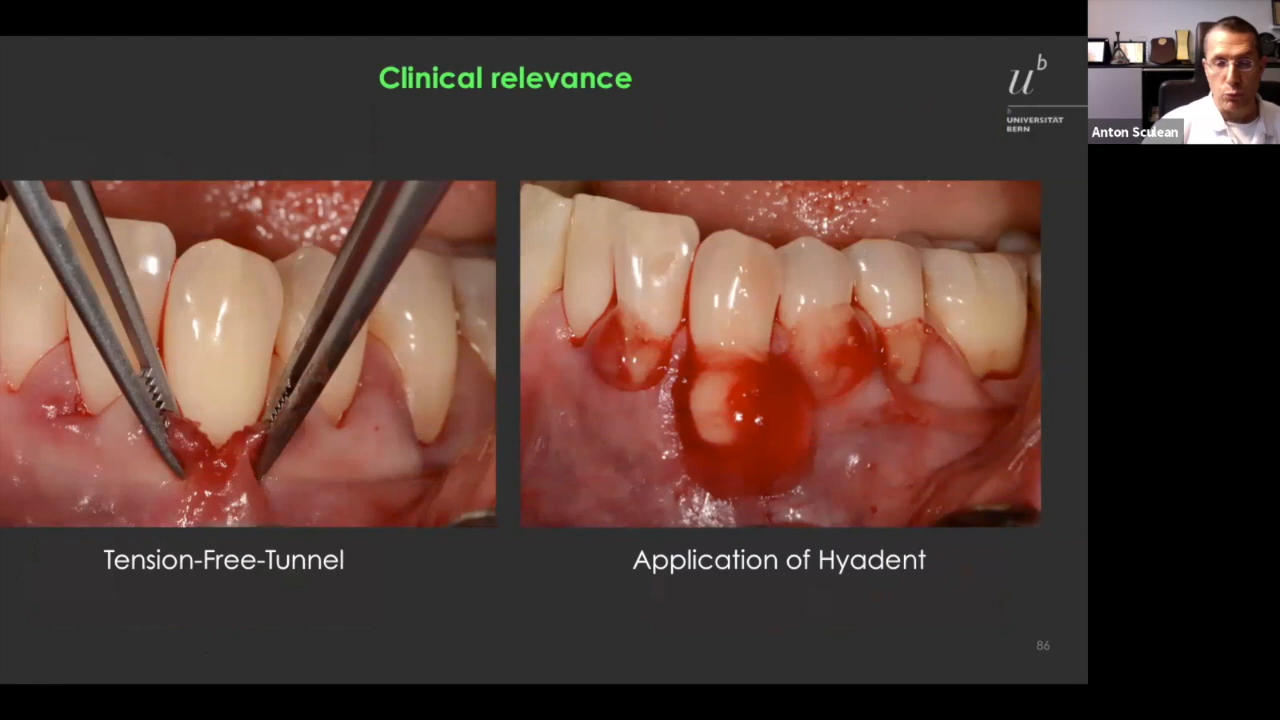 Clinical relevance
u
b
b
UNIVERSITÄT
BERN
Anton Sculean
Tension-Free-Tunnel
Application of Hyadent
86